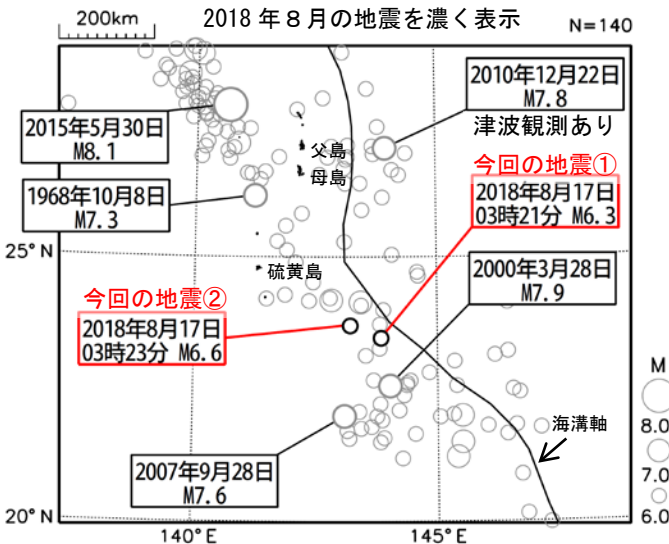 200km
2018年8月の地震を濃く表示
N=140
2010年12月22日
M7.8
津波観測あり
2015年5月30日
M8.1
父島
母島
今回の地震①
2018年8月17日
03時21分 M6.3
1968年10月8日
M7.3
25°N
硫黄島
2000年3月28日
M7.9
今回の地震②
2018年8月17日
03時23分 M6.6
M
8.0
7.0
6.0
海溝軸
2007年9月28日
M7.6
20°N
140°E
145°E